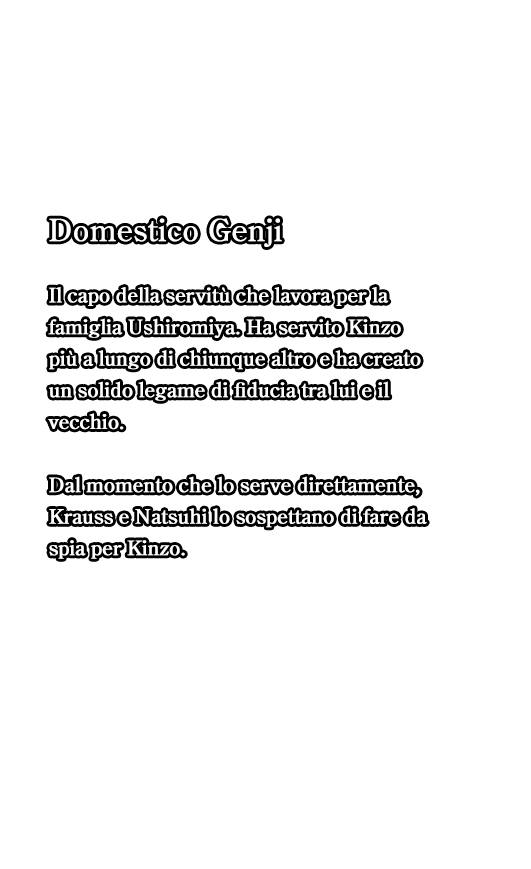 Domestico Genji
Il capo della servitù che lavora per la
famiglia Ushiromiya. Ha servito Kinzo
più a lungo di chiunque altro e ha creato
un solido legame di fiducia tra lui e il
vecchio.
Dal momento che lo serve direttamente,
Krauss e Natsuhi lo sospettano di fare da
spia per Kinzo.